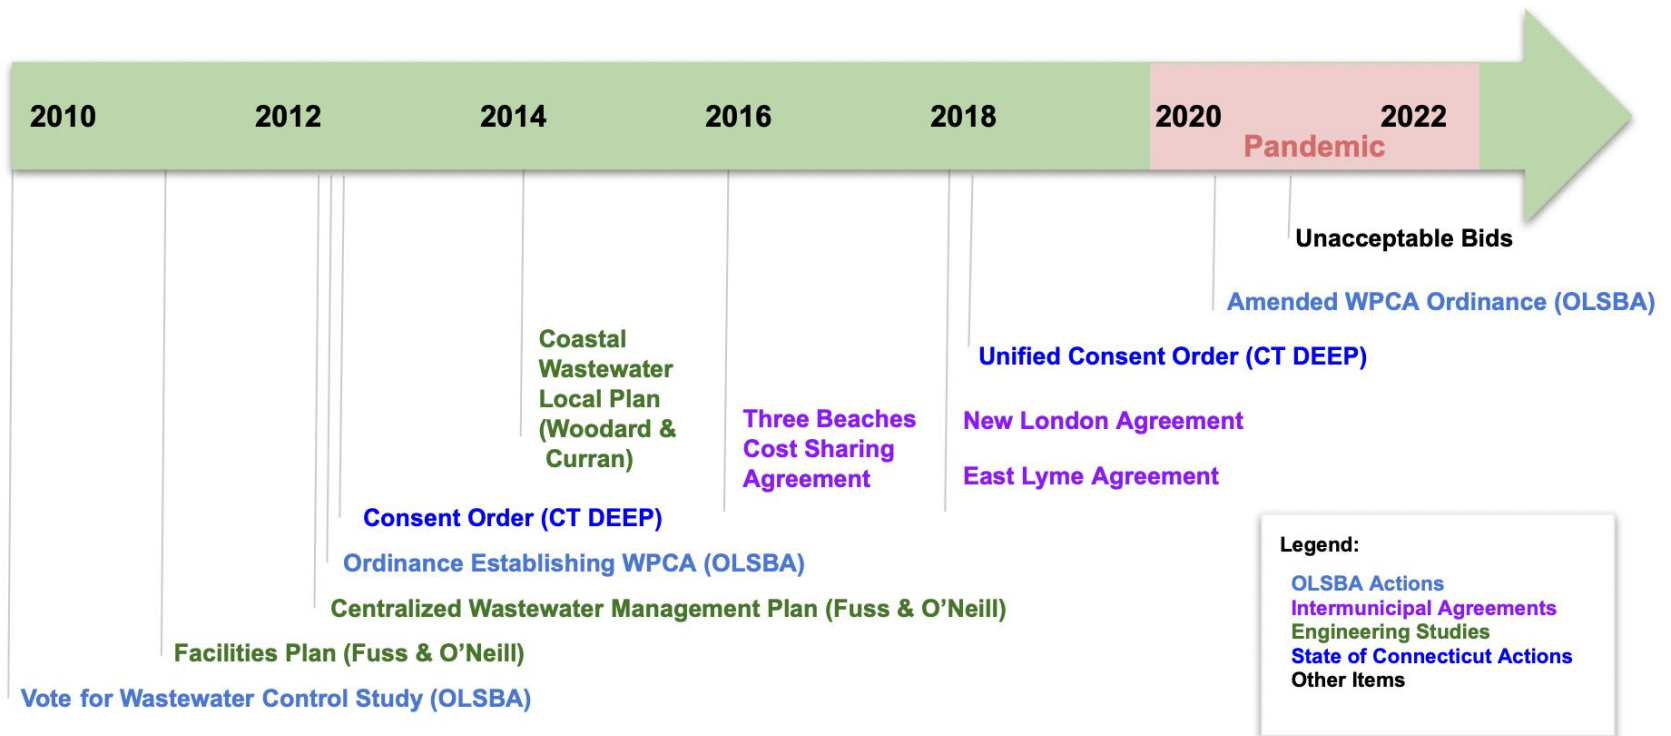 2010 2012 2014 2016 2018 2020 2022
Pandemic
Unacceptable Bids
Amended WPCA Ordinance (OLSBA)
Unified Consent Order (CT DEEP)
Coastal
Wastewater
Local Plan
(Woodard &
Curran)
Three Beaches
Cost Sharing
Agreement
New London Agreement
East Lyme Agreement
Consent Order (CT DEEP)
Ordinance Establishing WPCA (OLSBA)
Centralized Wastewater Management Plan (Fuss & O’Neill)
Facilities Plan (Fuss & O’Neill)
Vote for Wastewater Control Study (OLSBA)
Legend:
OLSBA Actions
Intermunicipal Agreements
Engineering Studies
State of Connecticut Actions
Other Items